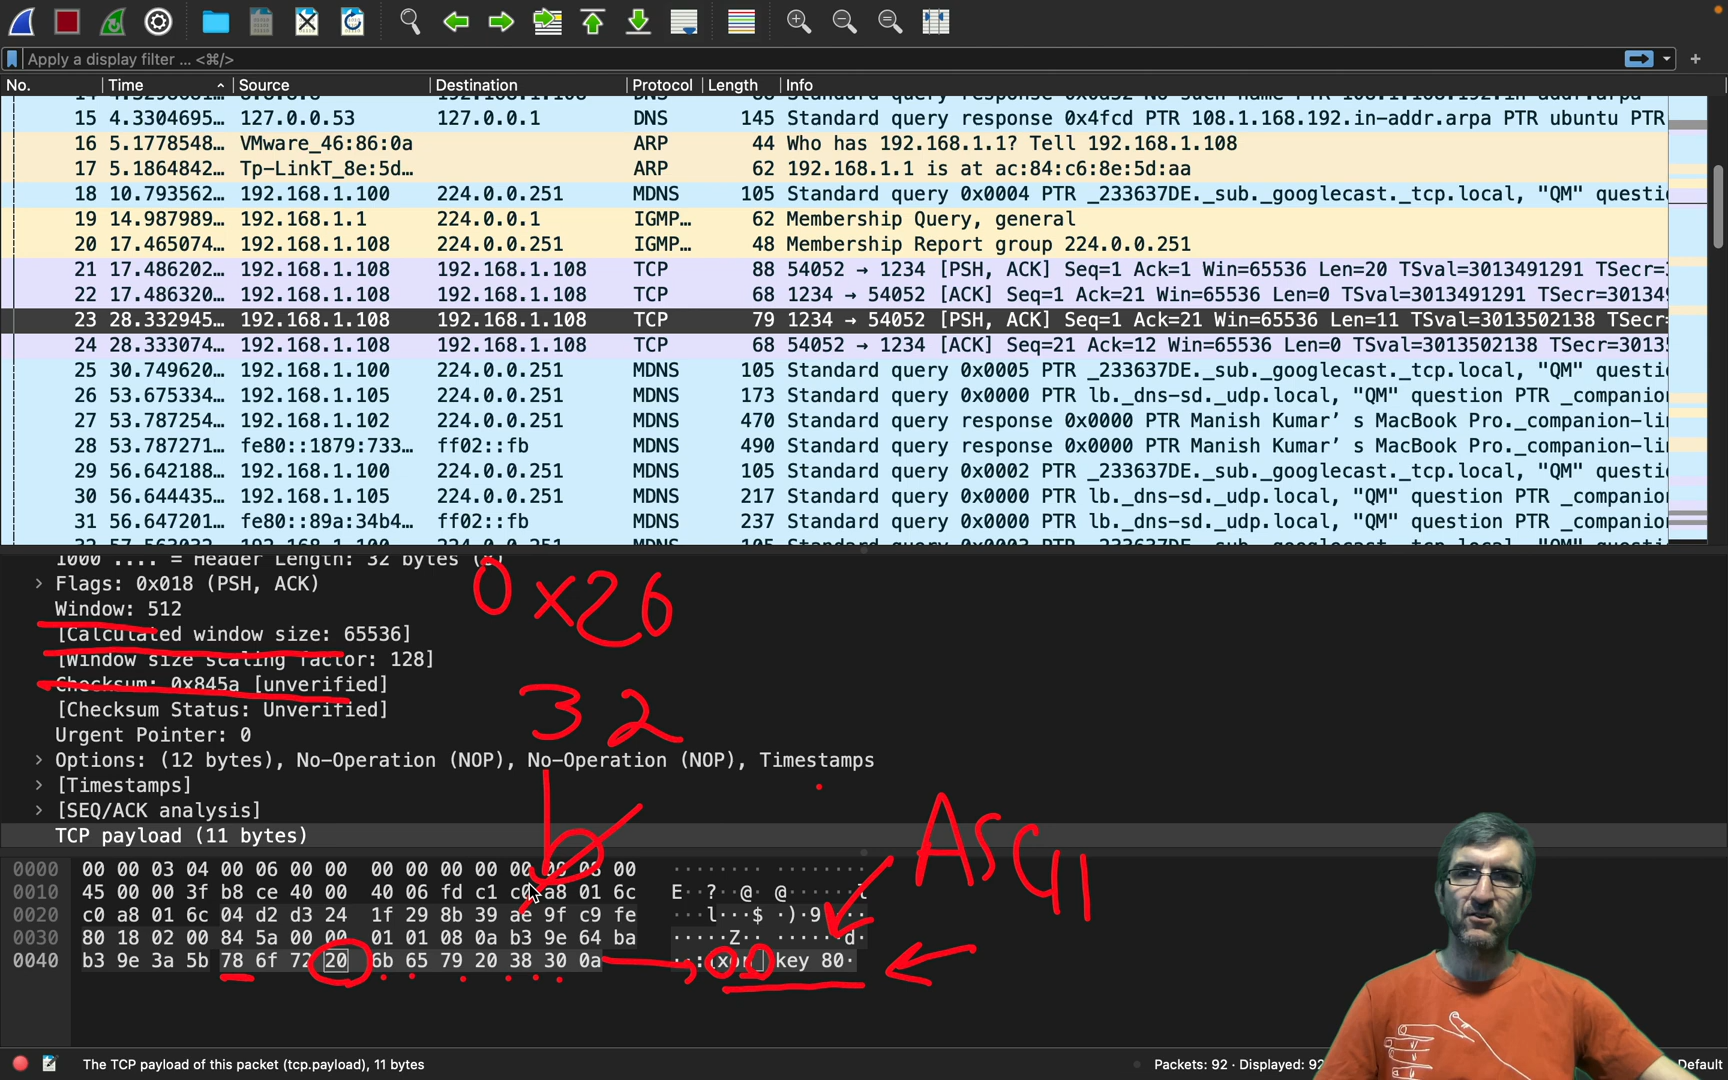 Apply a display filter ... <⌘/>
No. Time Source Destination Protocol Length Info
15 4.3304695… 127.0.0.53 127.0.0.1 DNS 145 Standard query response 0x4fcd PTR 108.1.168.192.in-addr.arpa PTR ubuntu PTR
16 5.1778548… VMware_46:86:0a ARP 44 Who has 192.168.1.1? Tell 192.168.1.108
17 5.1864842… Tp-LinkT_8e:5d… ARP 62 192.168.1.1 is at ac:84:c6:8e:5d:aa
18 10.793562… 192.168.1.100 224.0.0.251 MDNS 105 Standard query 0x0004 PTR _233637DE._sub._googlecast._tcp.local, "QM" questi
19 14.987989… 192.168.1.1 224.0.0.1 IGMP… 62 Membership Query, general
20 17.465074… 192.168.1.108 224.0.0.251 IGMP… 48 Membership Report group 224.0.0.251
21 17.486202… 192.168.1.108 192.168.1.108 TCP 88 54052 → 1234 [PSH, ACK] Seq=1 Ack=1 Win=65536 Len=20 TSval=3013491291 TSecr=
22 17.486320… 192.168.1.108 192.168.1.108 TCP 68 1234 → 54052 [ACK] Seq=1 Ack=21 Win=65536 Len=0 TSval=3013491291 TSecr=30134
23 28.332945… 192.168.1.108 192.168.1.108 TCP 79 1234 → 54052 [PSH, ACK] Seq=1 Ack=21 Win=65536 Len=11 TSval=3013502138 TSecr=
24 28.333074… 192.168.1.108 192.168.1.108 TCP 68 54052 → 1234 [ACK] Seq=21 Ack=12 Win=65536 Len=0 TSval=3013502138 TSecr=3013
25 30.749620… 192.168.1.100 224.0.0.251 MDNS 105 Standard query 0x0005 PTR _233637DE._sub._googlecast._tcp.local, "QM" questi
26 53.675334… 192.168.1.105 224.0.0.251 MDNS 173 Standard query 0x0000 PTR lb._dns-sd._udp.local, "QM" question PTR _companion
27 53.787254… 192.168.1.102 224.0.0.251 MDNS 470 Standard query response 0x0000 PTR Manish Kumar’ s MacBook Pro._companion-li
28 53.787271… fe80::1879:733… ff02::fb MDNS 490 Standard query response 0x0000 PTR Manish Kumar’ s MacBook Pro._companion-li
29 56.642188… 192.168.1.100 224.0.0.251 MDNS 105 Standard query 0x0002 PTR _233637DE._sub._googlecast._tcp.local, "QM" questi
30 56.644435… 192.168.1.105 224.0.0.251 MDNS 217 Standard query 0x0000 PTR lb._dns-sd._udp.local, "QM" question PTR _companion
31 56.647201… fe80::89a:34b4… ff02::fb MDNS 237 Standard query 0x0000 PTR lb._dns-sd._udp.local, "QM" question PTR _companion
1000 .... = Header Length: 32 bytes
Flags: 0x018 (PSH, ACK)
0x20
Window: 512
[Calculated window size: 65536]
[Window size scaling factor: 128]
Checksum: 0x845a [unverified]
[Checksum Status: Unverified]
32
Urgent Pointer: 0
Options: (12 bytes), No-Operation (NOP), No-Operation (NOP), Timestamps
[Timestamps]
[SEQ/ACK analysis]
TCP payload (11 bytes)
ASCII
0000 00 00 03 04 00 06 00 00 00 00 00 00 00 00 08 00 ········ ········
0010 45 00 00 3f b8 ce 40 00 40 06 fd c1 c0 a8 01 6c E··?··@· @······l
0020 c0 a8 01 6c 04 d2 d3 24 1f 29 8b 39 ae 9f c9 fe ···l···$ ·)·9····
0030 80 18 02 00 84 5a 00 00 01 01 08 0a b3 9e 64 ba ·····Z·· ······d·
0040 b3 9e 3a 5b 78 6f 72 20 6b 65 79 20 38 30 0a ··:[xor key 80·
The TCP payload of this packet (tcp.payload), 11 bytes
Packets: 92 · Displayed: 92
Default